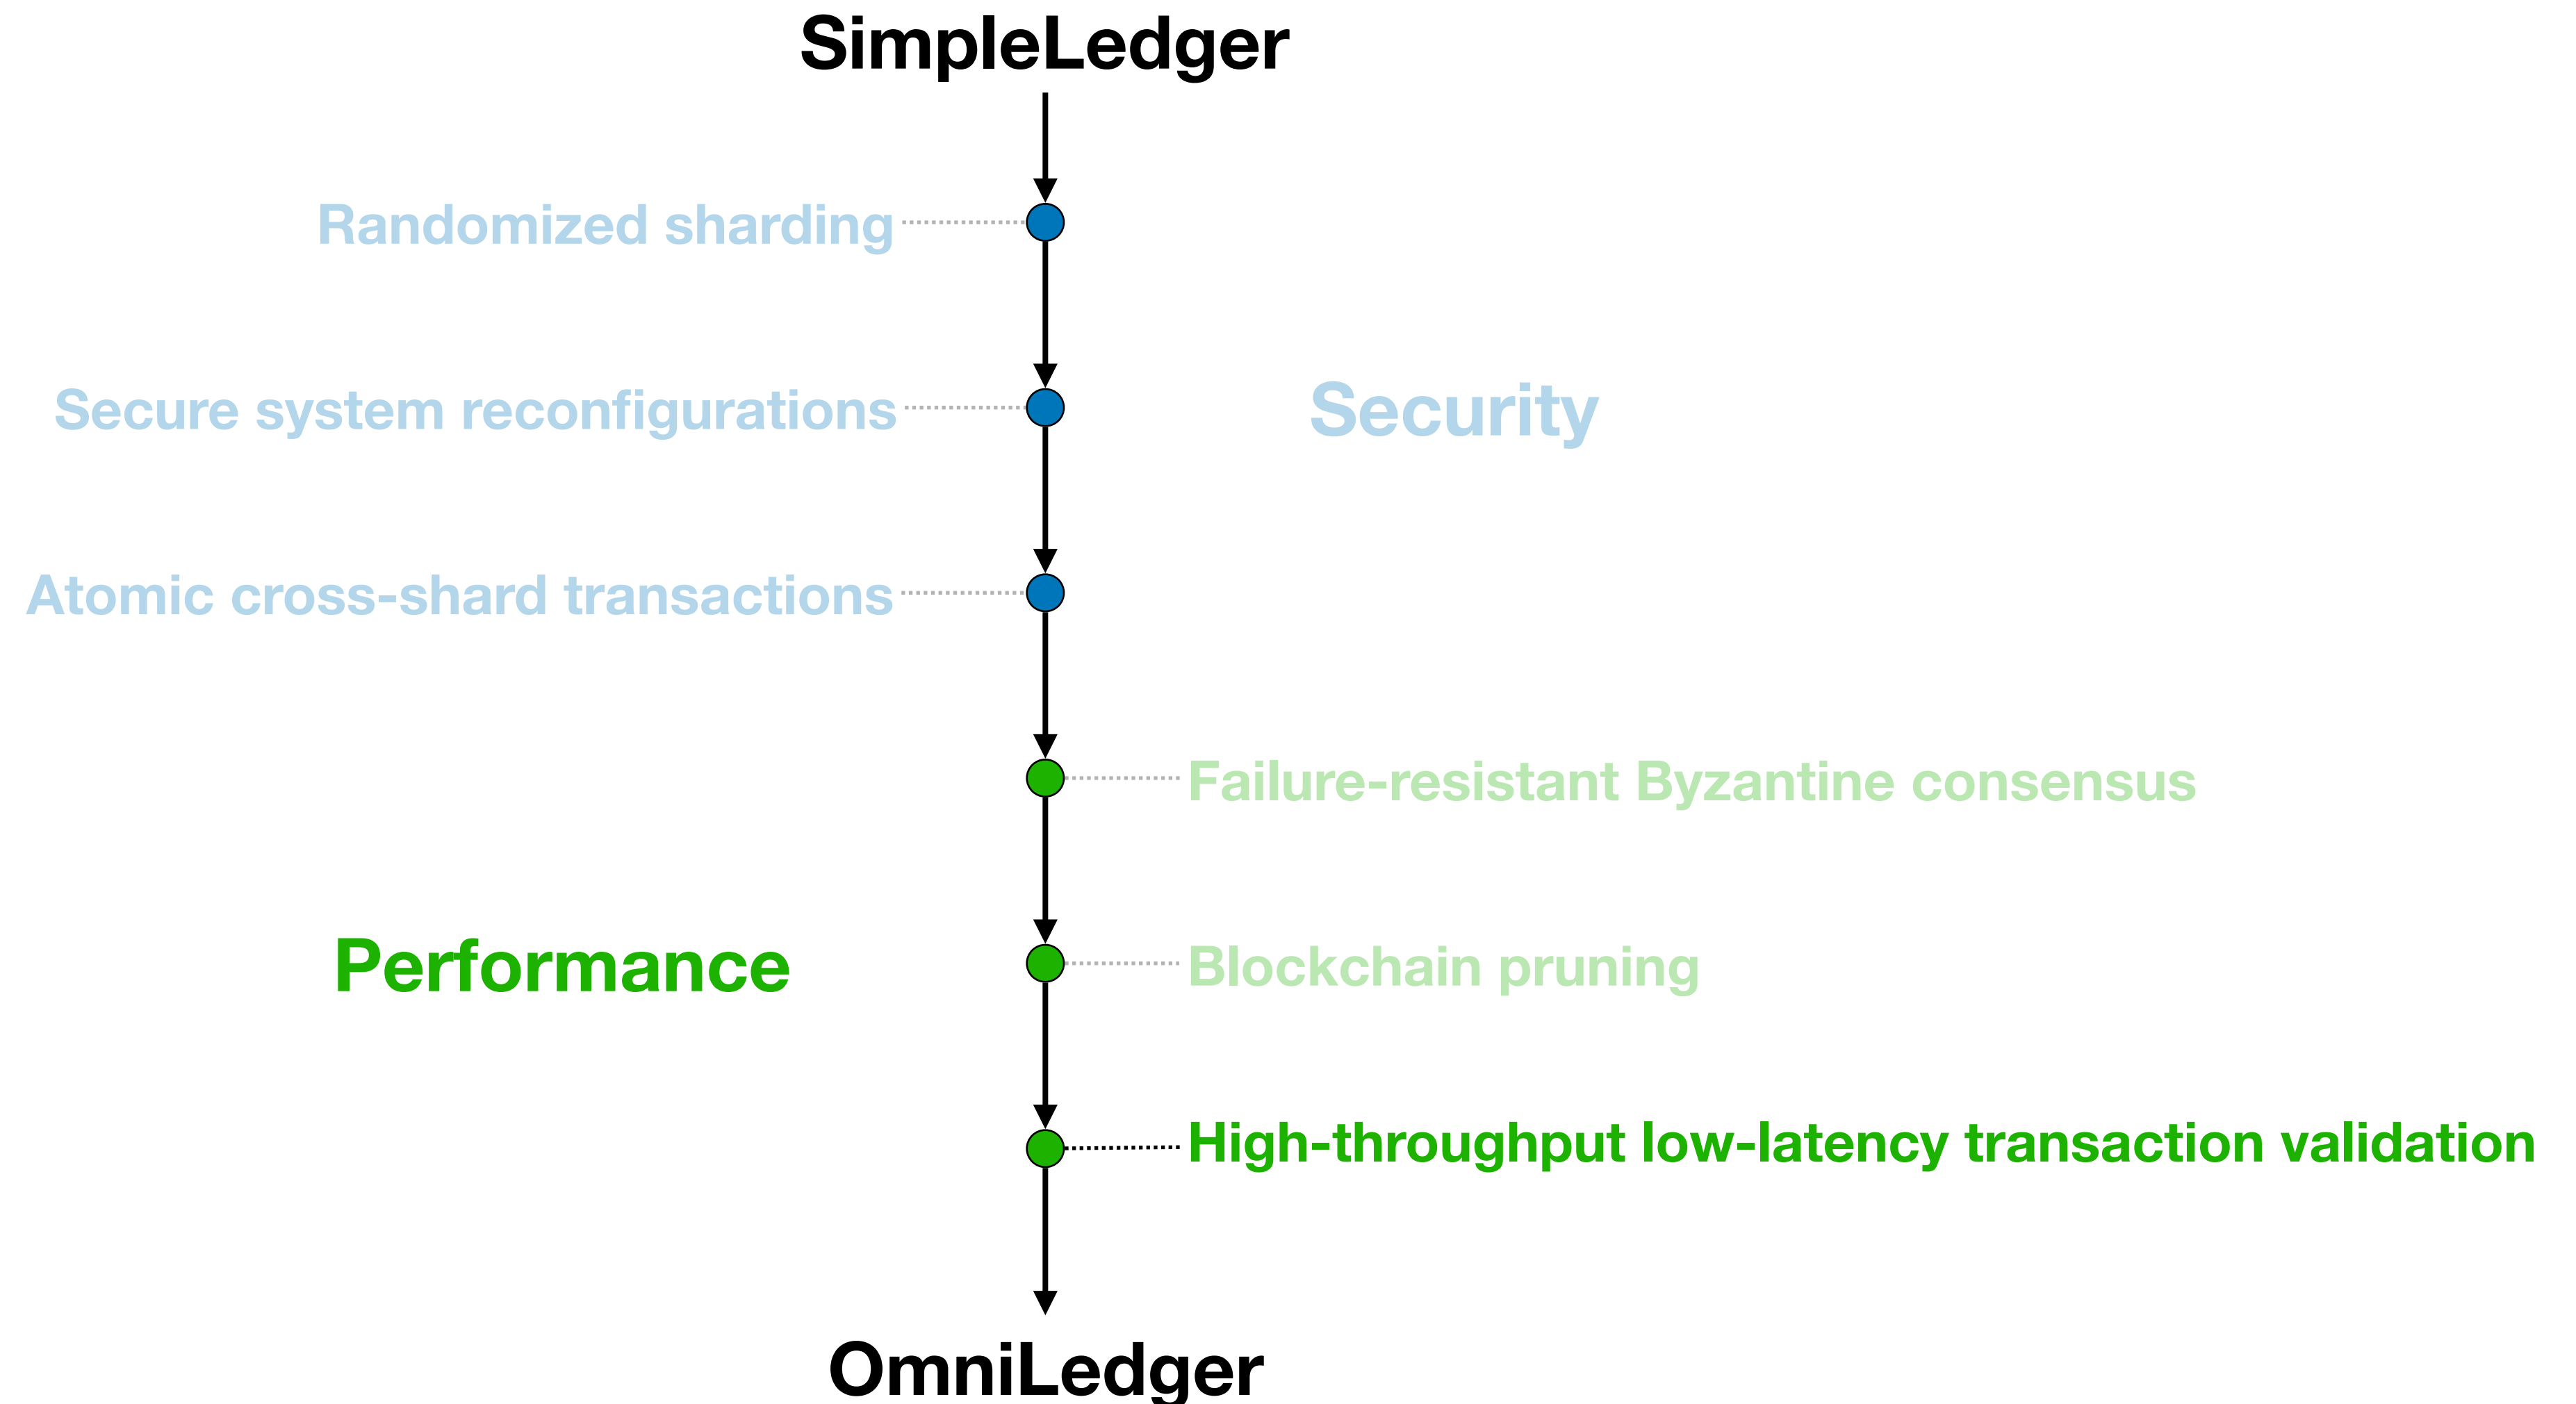 SimpleLedger
Randomized sharding
Secure system reconfigurations
Security
Atomic cross-shard transactions
Failure-resistant Byzantine consensus
Performance
Blockchain pruning
High-throughput low-latency transaction validation
OmniLedger